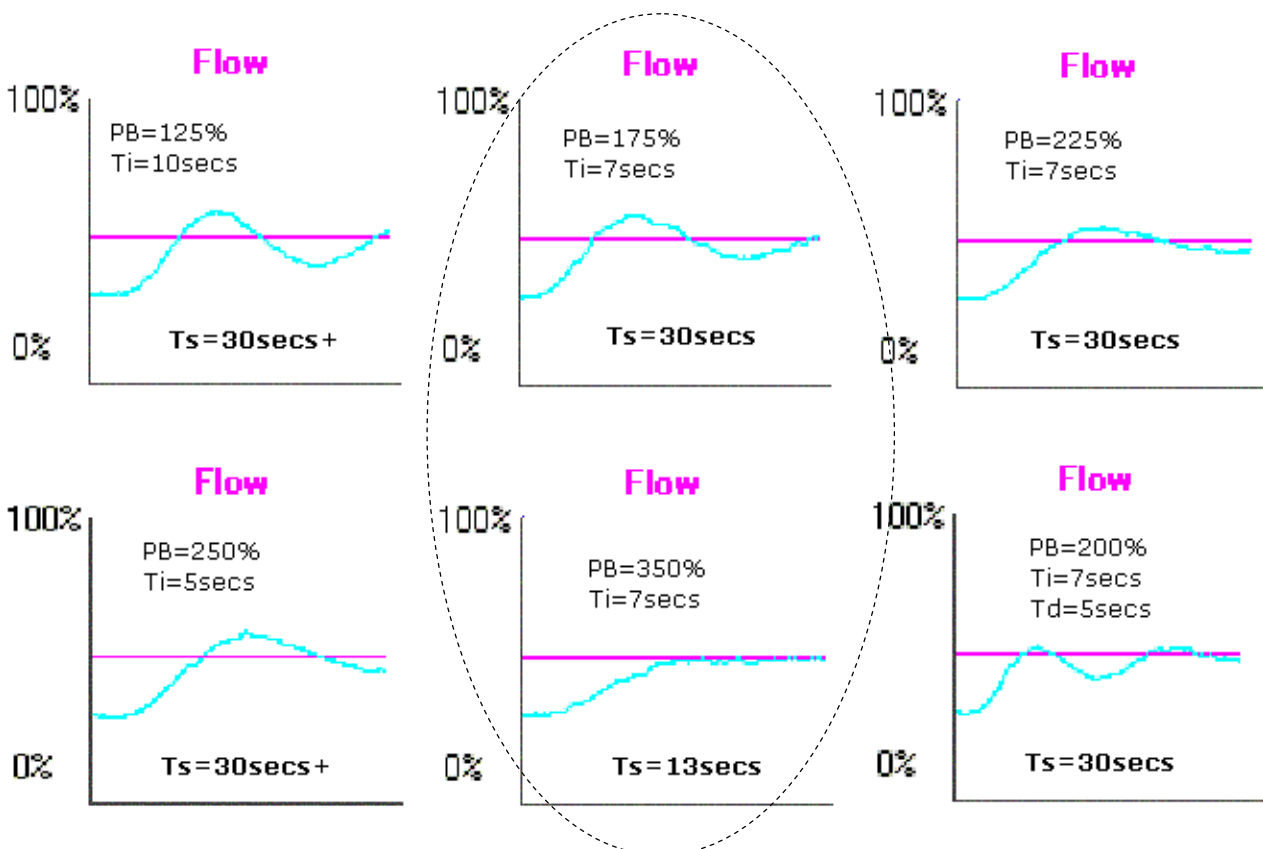 Flow
100%
PB=125%
Ti=10secs
Ts=30secs+
0%
Flow
100%
PB=175%
Ti=7secs
Ts=30secs
0%
Flow
100%
PB=225%
Ti=7secs
Ts=30secs
0%
Flow
100%
PB=250%
Ti=5secs
Ts=30secs+
0%
Flow
100%
PB=350%
Ti=7secs
Ts=13secs
0%
Flow
100%
PB=200%
Ti=7secs
Td=5secs
Ts=30secs
0%